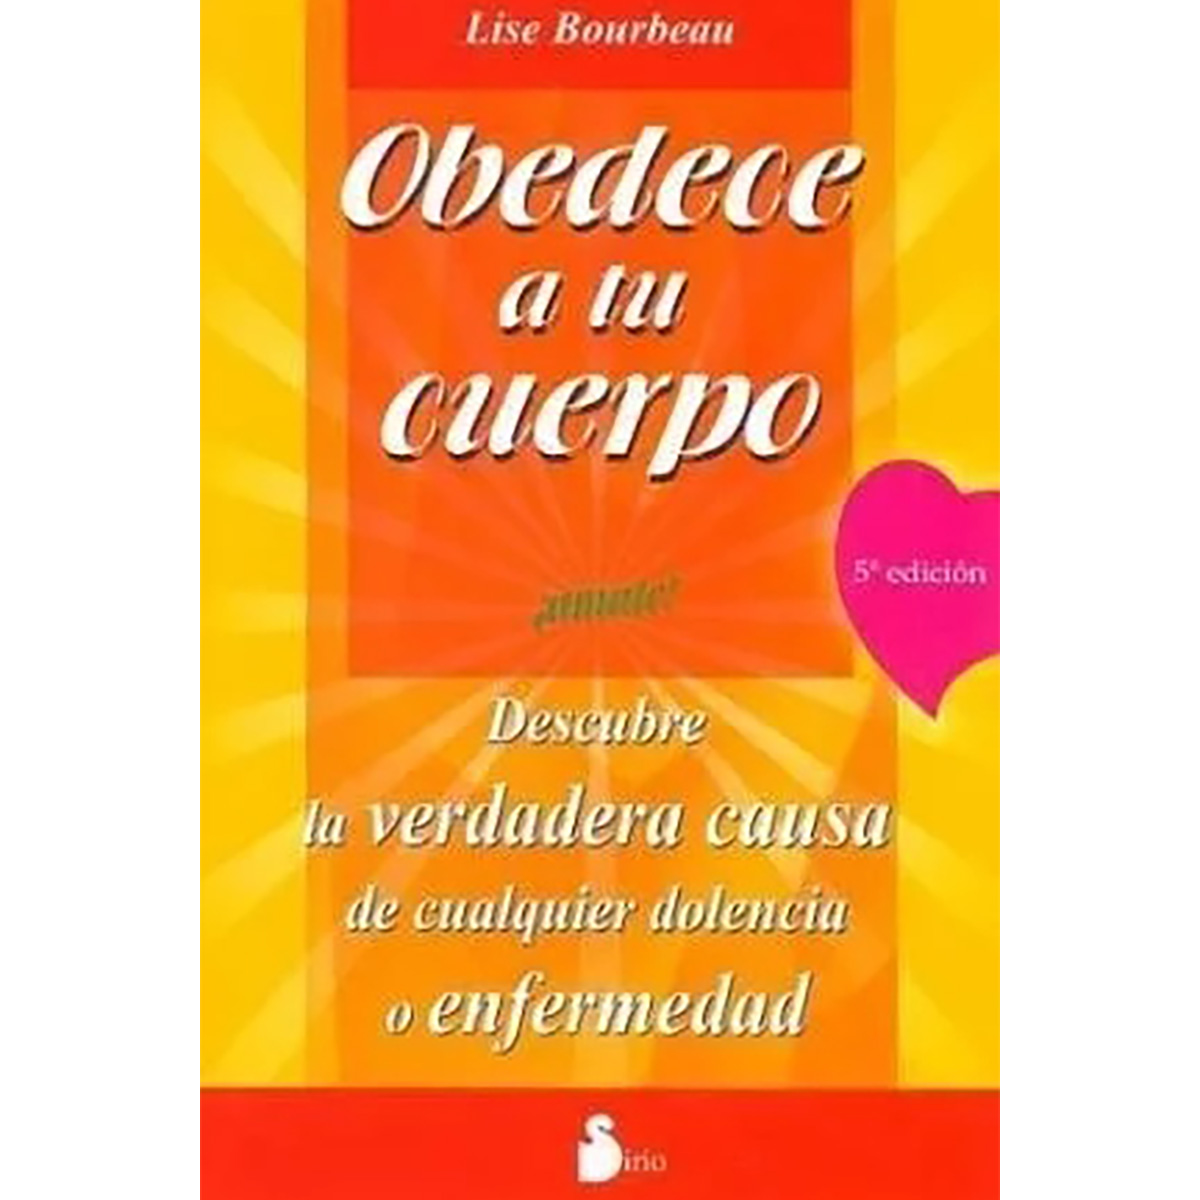 Lise Bourbeau
Obedece
a tu
cuerpo
¡ámate!
5ª edición
Descubre
la verdadera causa
de cualquier dolencia
o enfermedad
Sirio